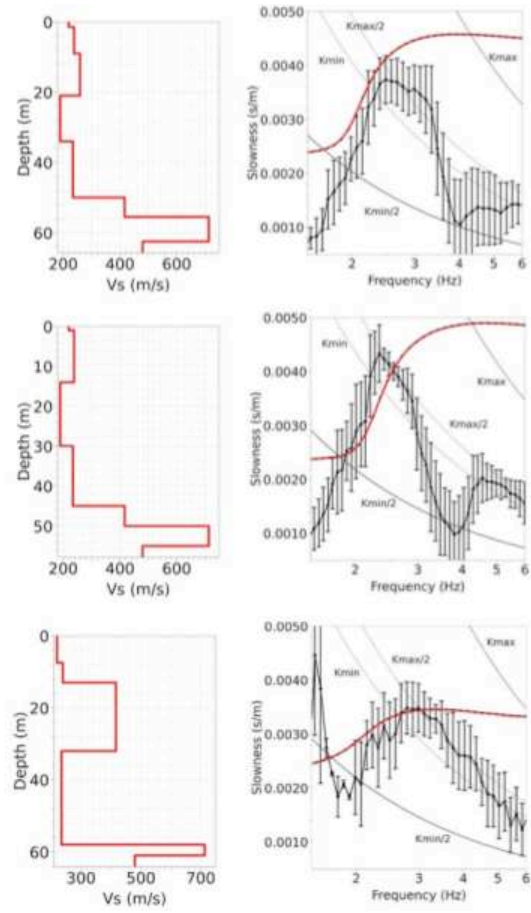 0
20
40
60
Depth (m)
200 400 600
Vs (m/s)
0.0050
0.0040
0.0030
0.0020
0.0010
Slowness (s/m)
Kmax/2
Kmin
Kmax
Kmin/2
2 3 4 5 6
Frequency (Hz)
0
10
20
30
40
50
Depth (m)
200 400 600
Vs (m/s)
0.0050
0.0040
0.0030
0.0020
0.0010
Slowness (s/m)
Kmin
Kmax
Kmax/2
Kmin/2
2 3 4 5 6
Frequency (Hz)
0
20
40
60
Depth (m)
300 500 700
Vs (m/s)
0.0050
0.0040
0.0030
0.0020
0.0010
Slowness (s/m)
Kmax
Kmax/2
Kmin
Kmin/2
2 3 4 5 6
Frequency (Hz)